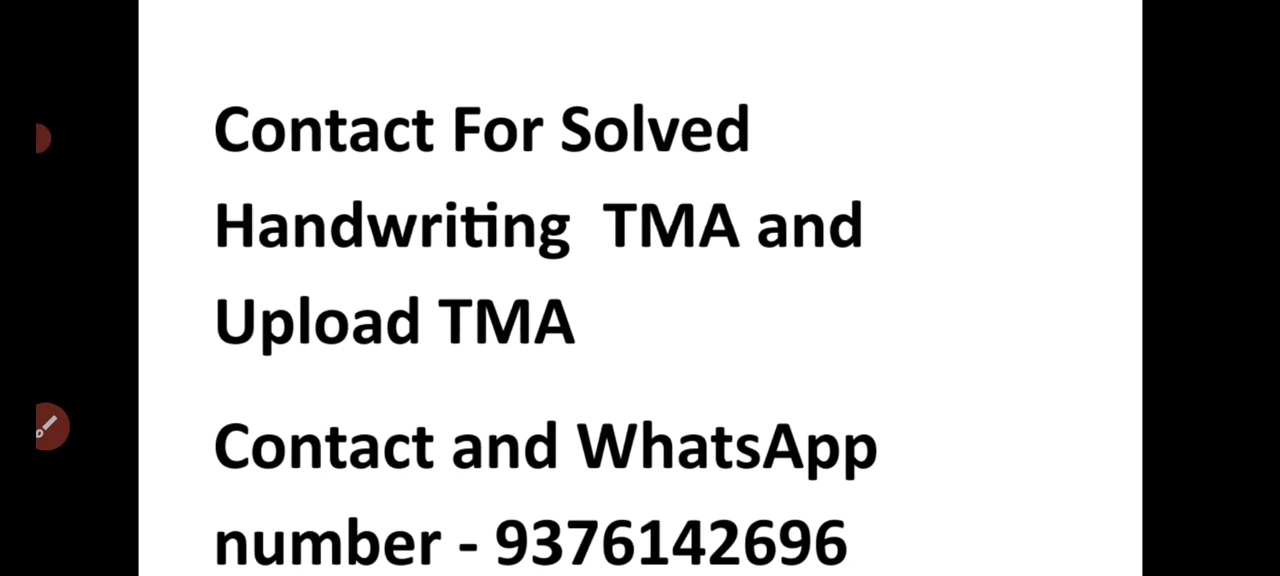 Contact For Solved
Handwriting TMA and
Upload TMA
Contact and WhatsApp
number - 9376142696